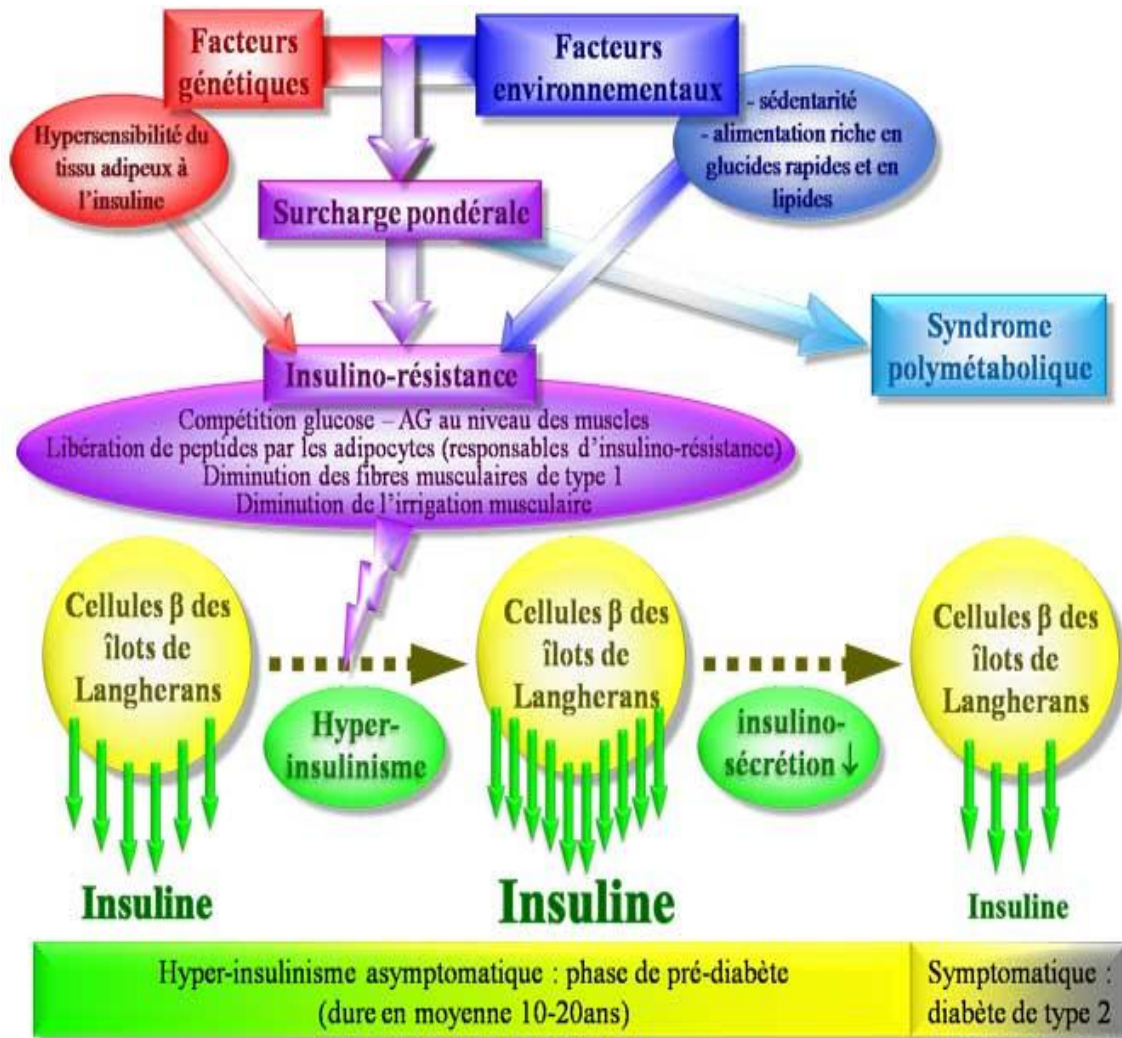 Facteurs
génétiques
Facteurs
environnementaux
Hypersensibilité du
tissu adipeux à
l’insuline
- sédentarité
- alimentation riche en
glucides rapides et en
lipides
Surcharge pondérale
Syndrome
polymétabolique
Insulino-résistance
Compétition glucose – AG au niveau des muscles
Libération de peptides par les adipocytes (responsables d’insulino-résistance)
Diminution des fibres musculaires de type 1
Diminution de l’irrigation musculaire
Cellules β des
îlots de
Langherans
Hyper-
insulinisme
Cellules β des
îlots de
Langherans
insulino-
sécrétion ↓
Cellules β des
îlots de
Langherans
Insuline
Insuline
Insuline
Hyper-insulinisme asymptomatique : phase de pré-diabète
(dure en moyenne 10-20ans)
Symptomatique :
diabète de type 2